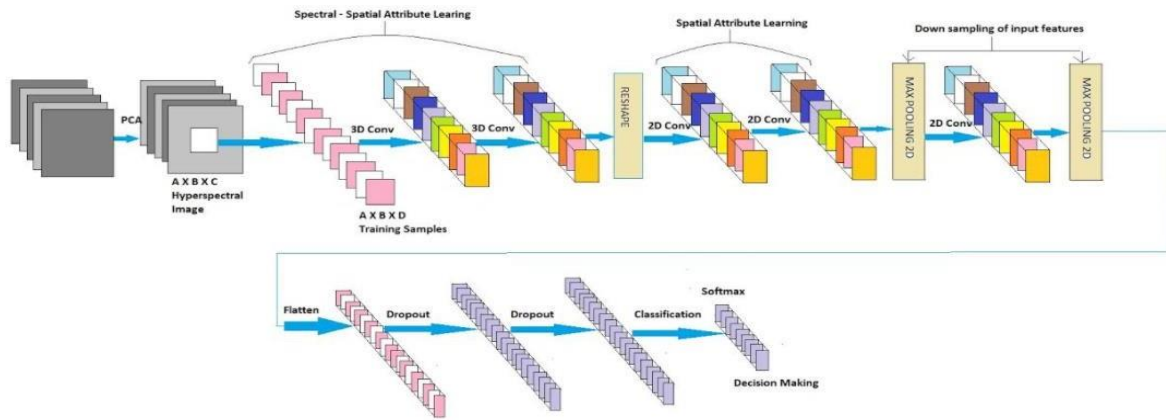 Spectral - Spatial Attribute Learing
Spatial Attribute Learning
Down sampling of input features
PCA
3D Conv
3D Conv
RESHAPE
2D Conv
2D Conv
MAX POOLING 2D
2D Conv
MAX POOLING 2D
A X B X C
Hyperspectral
Image
A X B X D
Training Samples
Flatten
Dropout
Dropout
Classification
Softmax
Decision Making